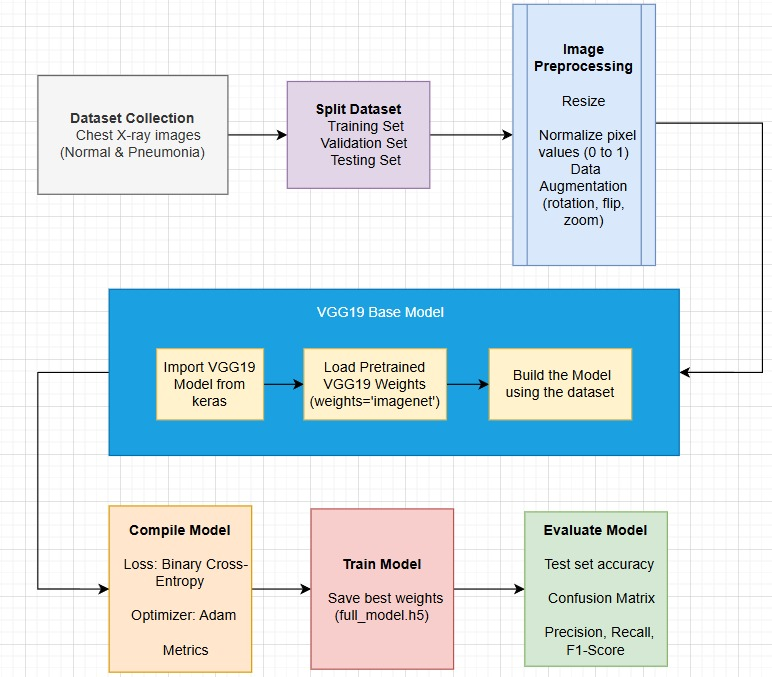 Dataset Collection
Chest X-ray images
(Normal & Pneumonia)
Split Dataset
Training Set
Validation Set
Testing Set
Image
Preprocessing
Resize
Normalize pixel
values (0 to 1)
Data
Augmentation
(rotation, flip,
zoom)
VGG19 Base Model
Import VGG19
Model from
keras
Load Pretrained
VGG19 Weights
(weights='imagenet')
Build the Model
using the dataset
Compile Model
Loss: Binary Cross-
Entropy
Optimizer: Adam
Metrics
Train Model
Save best weights
(full_model.h5)
Evaluate Model
Test set accuracy
Confusion Matrix
Precision, Recall,
F1-Score